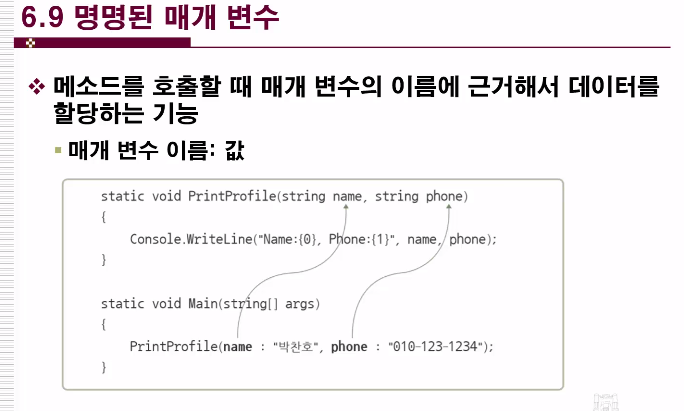 6.9 명명된 매개 변수
메소드를 호출할 때 매개 변수의 이름에 근거해서 데이터를
할당하는 기능
매개 변수 이름: 값
static void PrintProfile(string name, string phone)
{
Console.WriteLine("Name:{0}, Phone:{1}", name, phone);
}
static void Main(string[] args)
{
PrintProfile(name : "박찬호", phone : "010-123-1234");
}